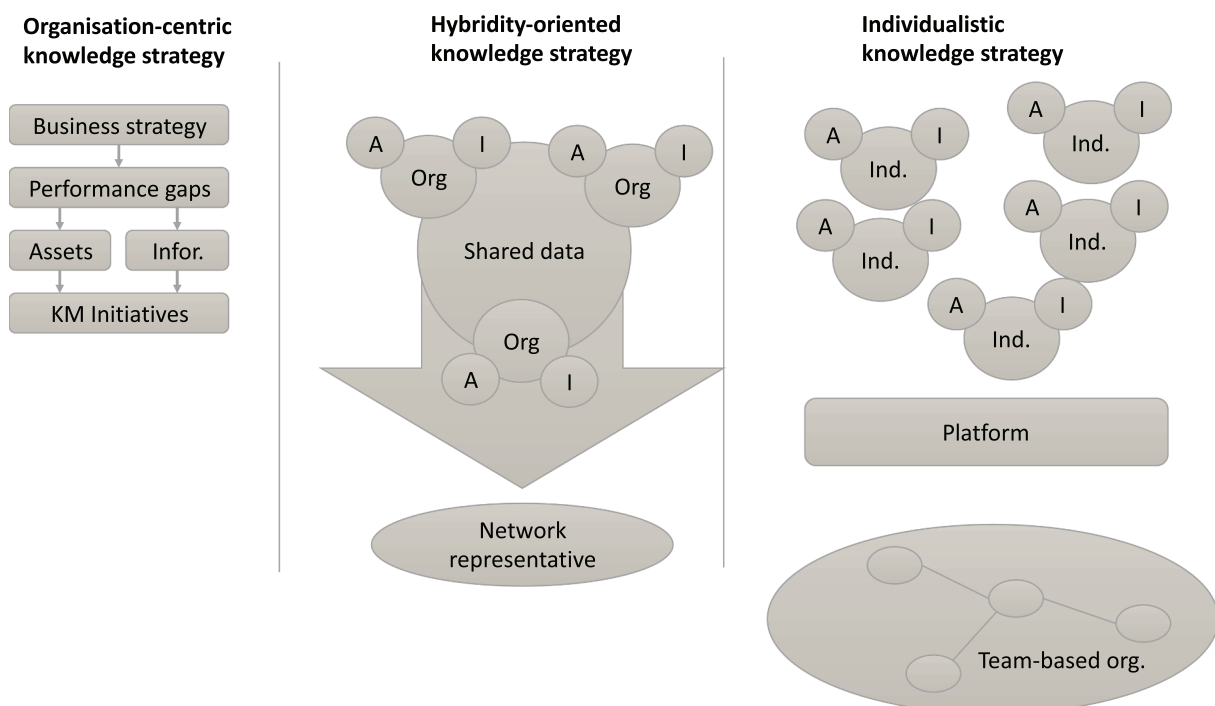 Organisation-centric
knowledge strategy
Business strategy
Performance gaps
Assets
Infor.
KM Initiatives
Hybridity-oriented
knowledge strategy
A
I
A
I
Org
Org
Shared data
Org
A
I
Network
representative
Individualistic
knowledge strategy
A
I
Ind.
A
I
Ind.
A
I
Ind.
A
I
Ind.
A
I
Ind.
Platform
Team-based org.